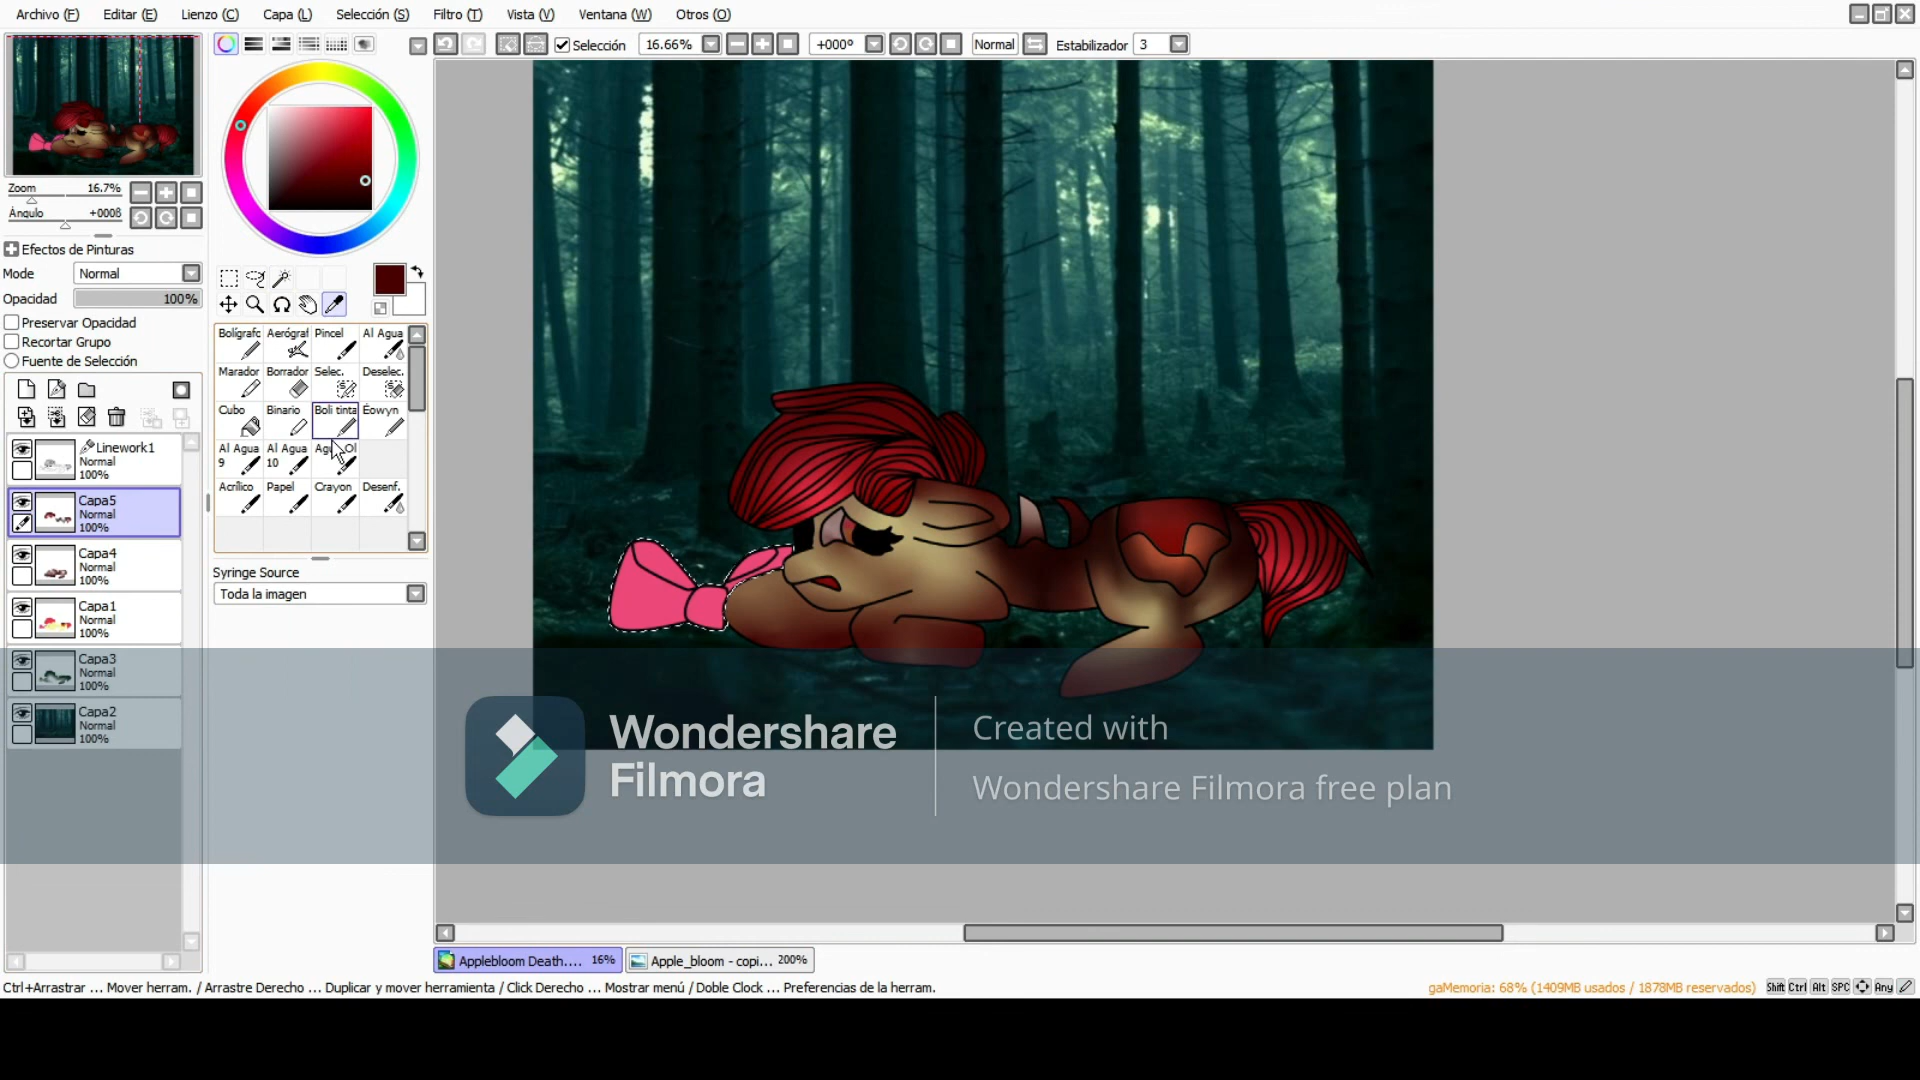 Archivo (F) Editar (E) Lienzo (C) Capa (L) Selección (S) Filtro (T) Vista (V) Ventana (W) Otros (O)
Selección 16.66% +000º Normal Estabilizador 3
Zoom 16.7%
Ángulo +0008
Efectos de Pinturas
Mode Normal
Opacidad 100%
Preservar Opacidad
Recortar Grupo
Fuente de Selección
Linework1
Normal
100%
Capa5
Normal
100%
Capa4
Normal
100%
Capa1
Normal
100%
Capa3
Normal
100%
Capa2
Normal
100%
Bolígrafc Aerógraf Pincel Al Agua
Marador Borrador Selec. Deselec.
Cubo Binario Boli tinta Éowyn
Al Agua Al Agua
9 10
Acrílico Papel Crayon Desenf.
Syringe Source
Toda la imagen
Wondershare
Filmora
Created with
Wondershare Filmora free plan
Applebloom Death.... 16% Apple_bloom - copi... 200%
Ctrl+Arrastrar ... Mover herram. / Arrastre Derecho ... Duplicar y mover herramienta / Click Derecho ... Mostrar menú / Doble Clock ... Preferencias de la herram.
gaMemoria: 68% (1409MB usados / 1878MB reservados) Shift Ctrl Alt SPC Any